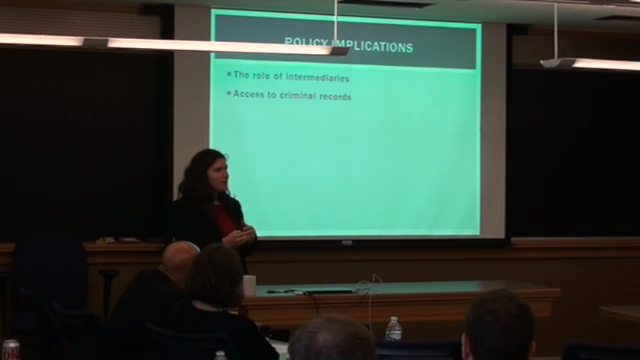 POLICY IMPLICATIONS
The role of intermediaries
Access to criminal records